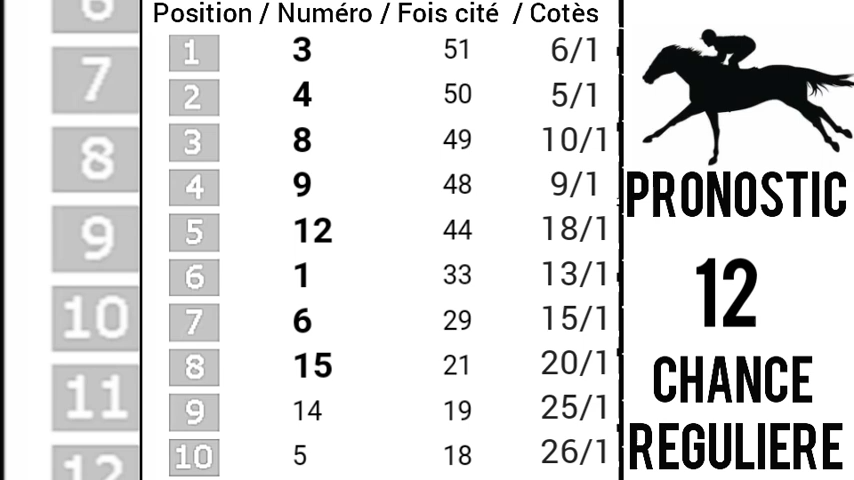 6
7
8
9
10
11
12
Position / Numéro / Fois cité / Cotès
1 3 51 6/1
2 4 50 5/1
3 8 49 10/1
4 9 48 9/1
5 12 44 18/1
6 1 33 13/1
7 6 29 15/1
8 15 21 20/1
9 14 19 25/1
10 5 18 26/1
PRONOSTIC
12
CHANCE
REGULIERE